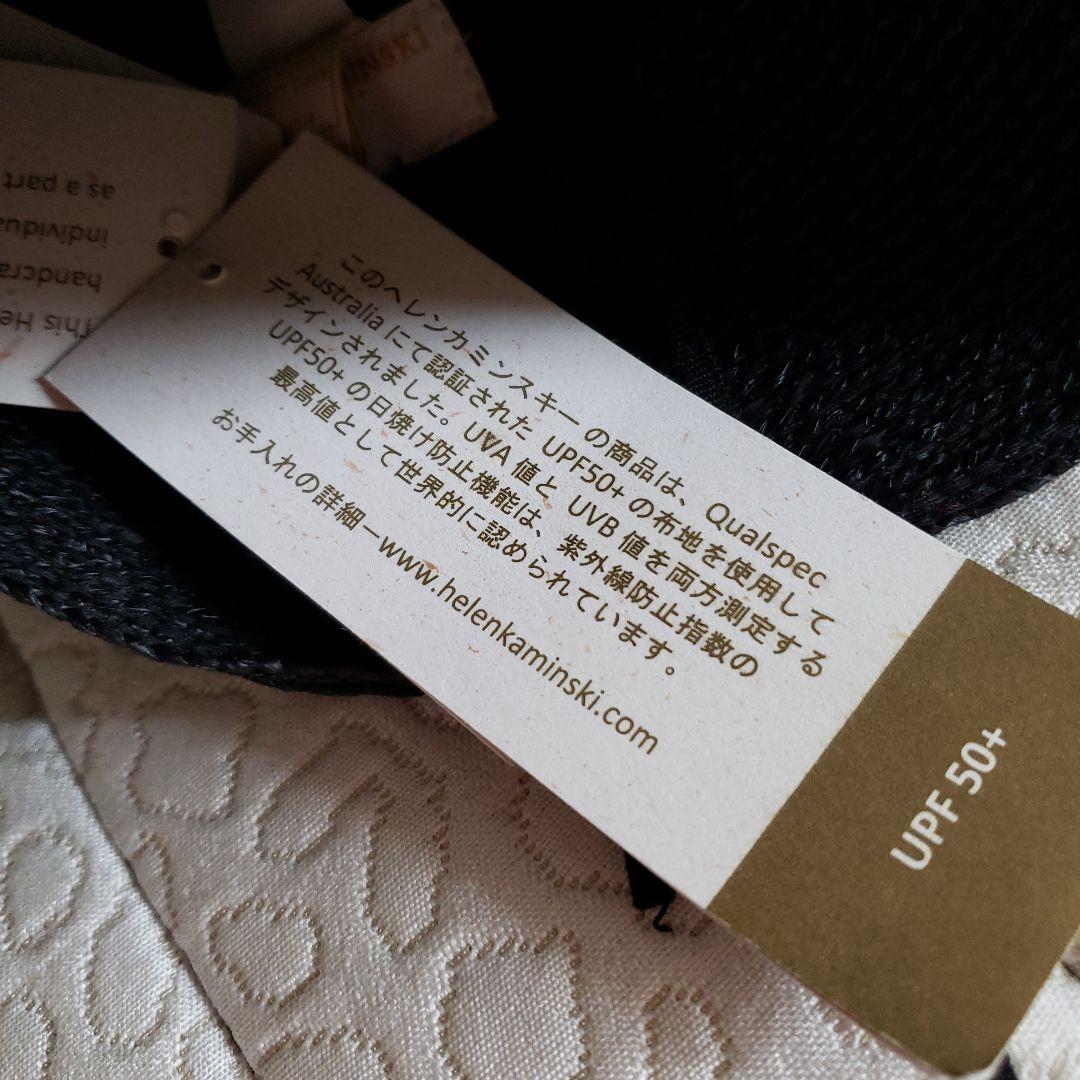 このヘレンカミンスキーの商品は、Qualspec
Australia にて認証された UPF50+ の布地を使用して
デザインされました。UVA 値と UVB 値を両方測定する
UPF50+ の日焼け防止機能は、紫外線防止指数の
最高値として世界的に認められています。
お手入れの詳細ーwww.helenkaminski.com
UPF 50+
This He
handcra
individua
as a part
NSKI